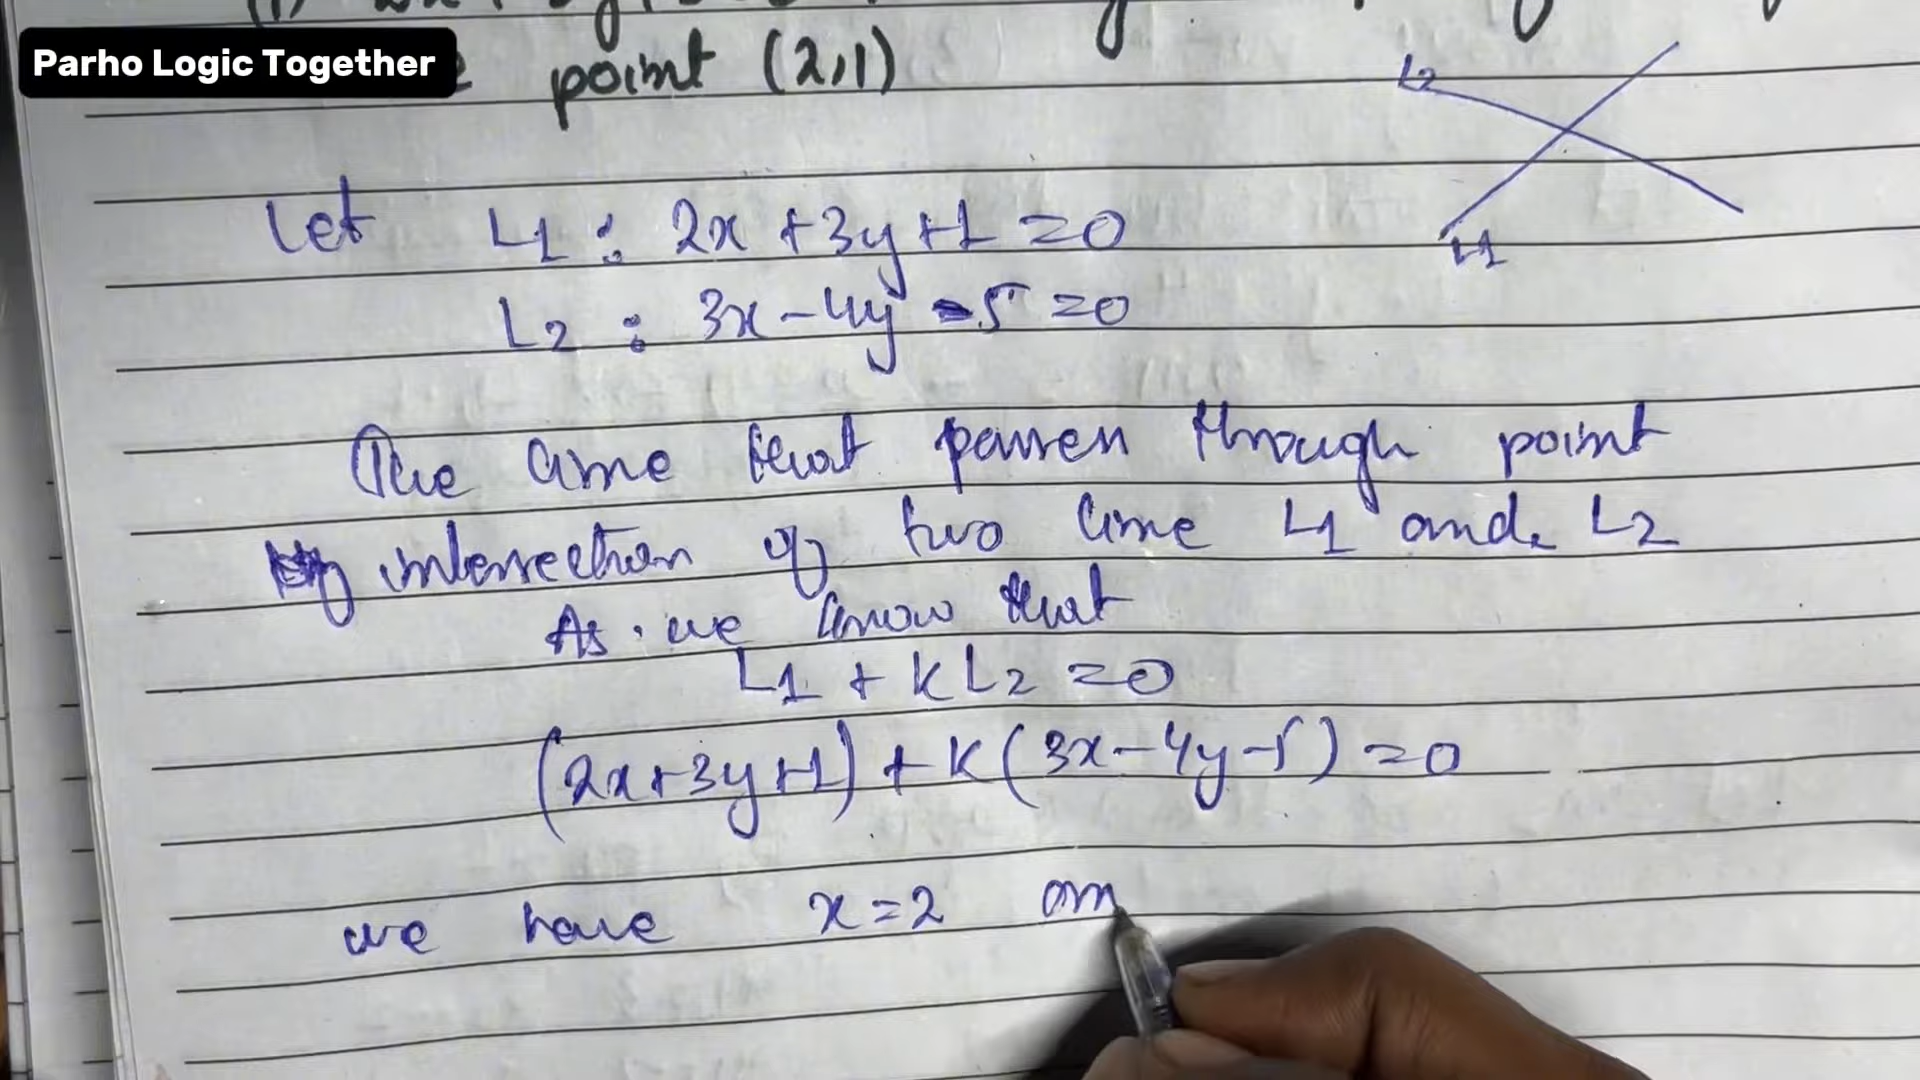 Parho Logic Together
point (2,1)
L2
L1
Let L1 : 2x + 3y + 1 = 0
L2 : 3x - 4y - 5 = 0
The line that passes through point
of intersection of two line L1 and L2
As we know that
L1 + K L2 = 0
(2x+3y+1) + K(3x-4y-5) = 0
we have x = 2 an